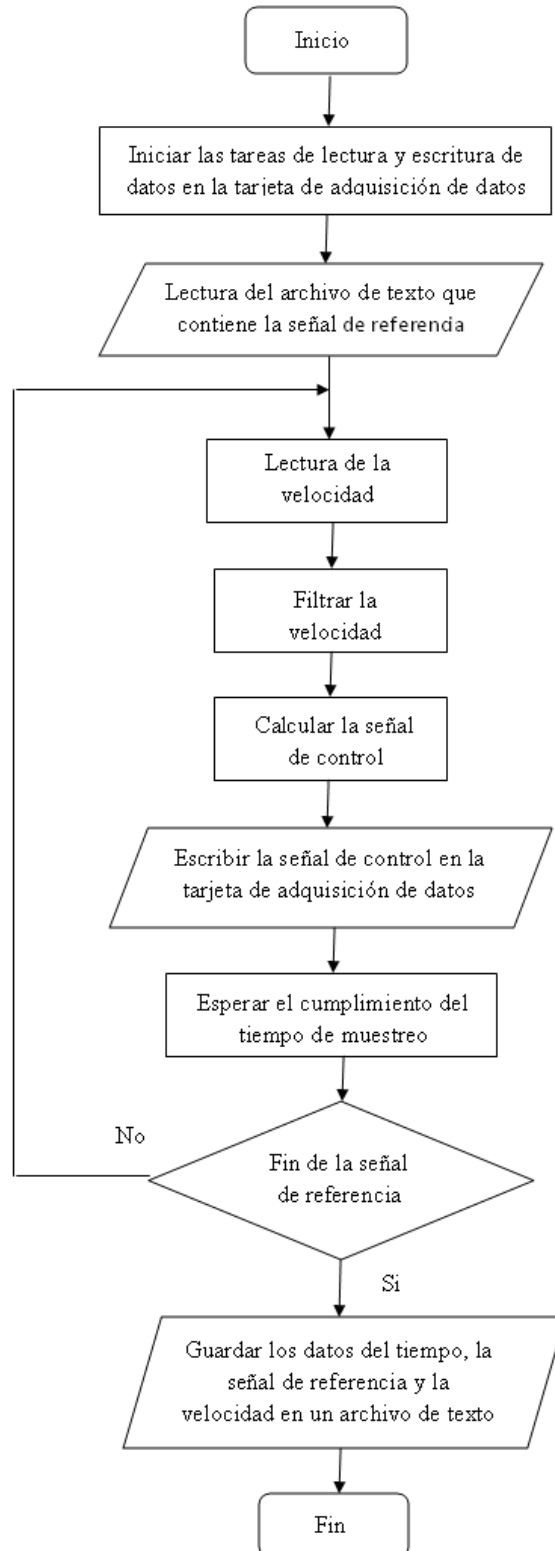 Inicio
Iniciar las tareas de lectura y escritura de
datos en la tarjeta de adquisición de datos
Lectura del archivo de texto que
contiene la señal de referencia
Lectura de la
velocidad
Filtrar la
velocidad
Calcular la señal
de control
Escribir la señal de control en la
tarjeta de adquisición de datos
Esperar el cumplimiento del
tiempo de muestreo
No
Fin de la señal
de referencia
Si
Guardar los datos del tiempo, la
señal de referencia y la
velocidad en un archivo de texto
Fin